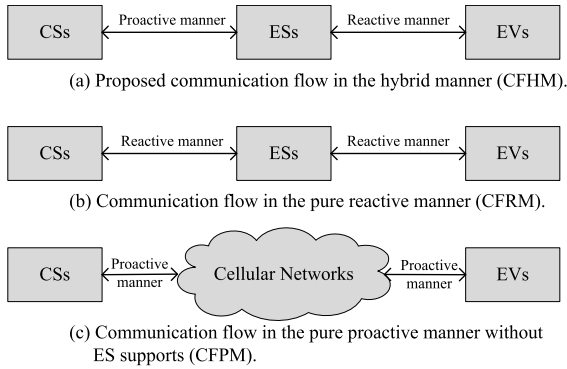 CSs Proactive manner ESs Reactive manner EVs
(a) Proposed communication flow in the hybrid manner (CFHM).
CSs Reactive manner ESs Reactive manner EVs
(b) Communication flow in the pure reactive manner (CFRM).
CSs Proactive manner Cellular Networks Proactive manner EVs
(c) Communication flow in the pure proactive manner without
ES supports (CFPM).